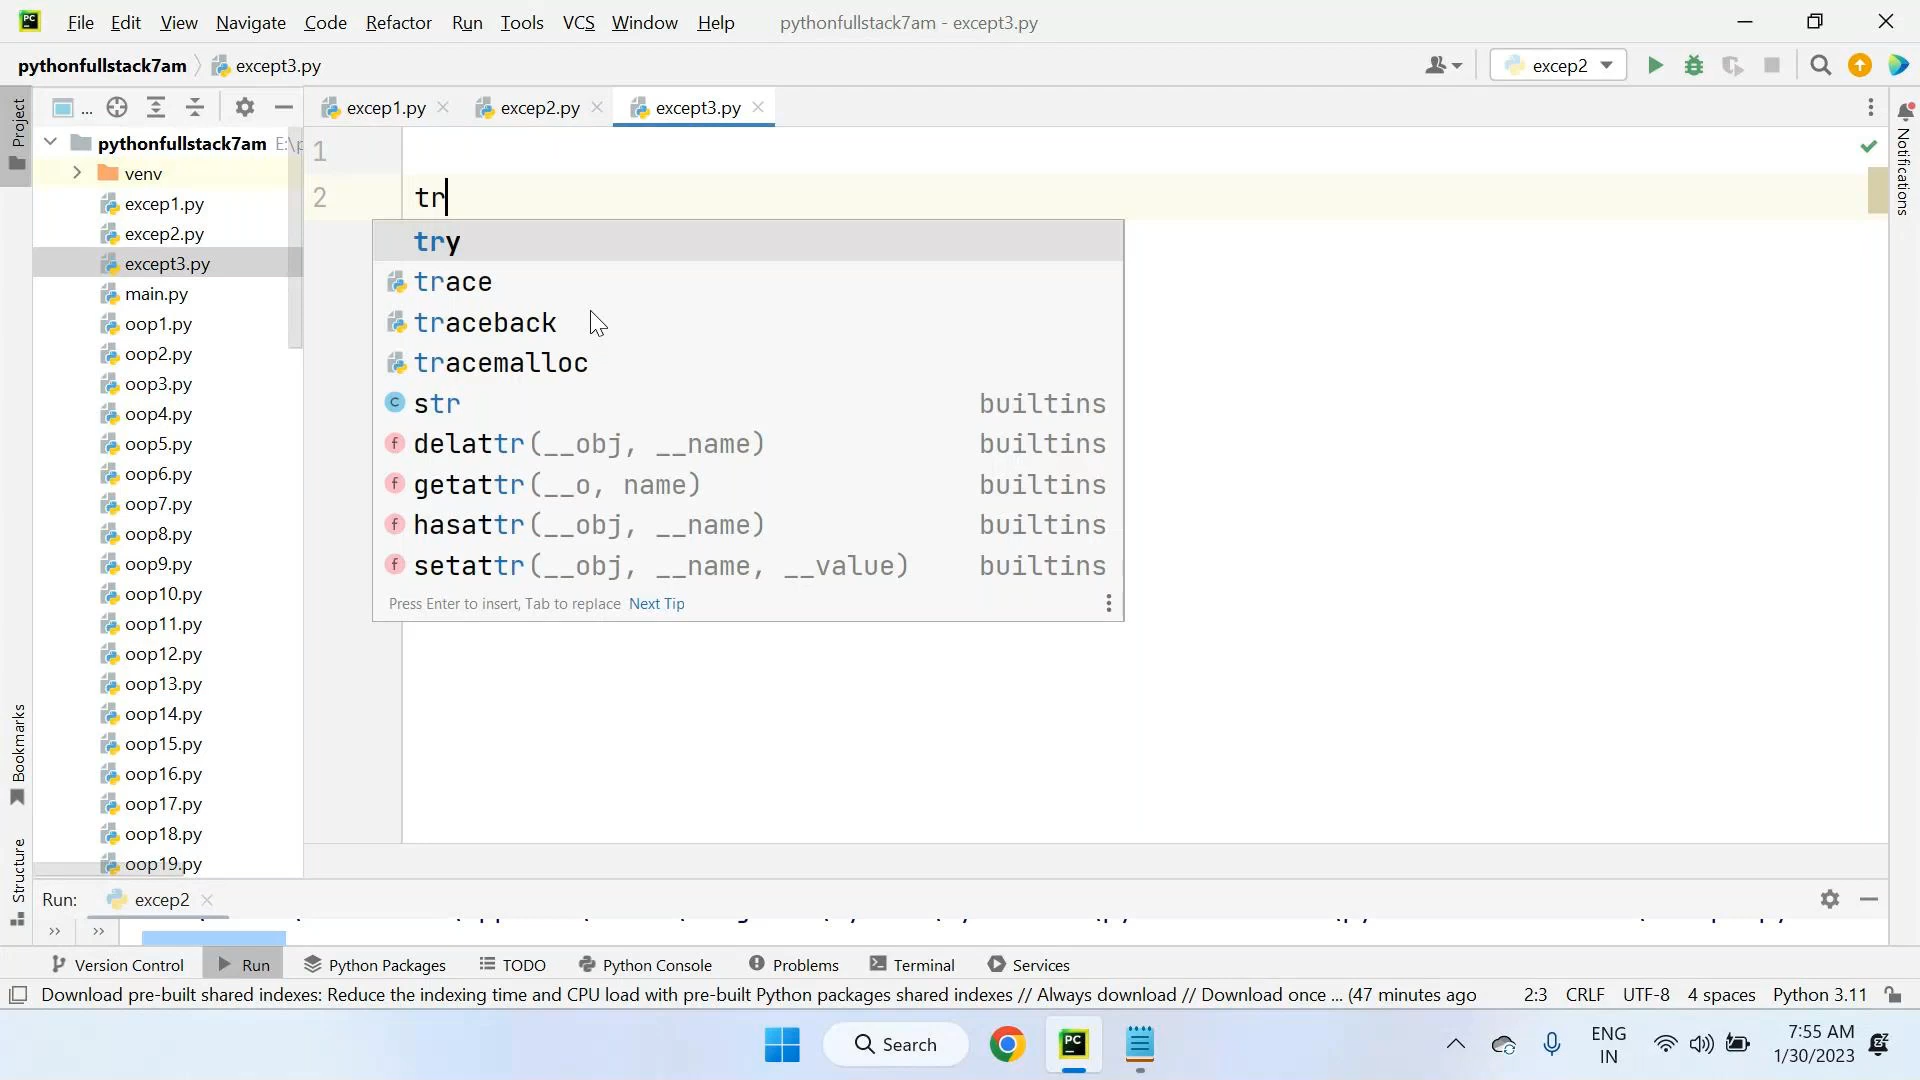 File Edit View Navigate Code Refactor Run Tools VCS Window Help pythonfullstack7am - except3.py
pythonfullstack7am except3.py excep2
... excep1.py excep2.py except3.py
Project
pythonfullstack7am E:\p
venv
excep1.py
excep2.py
except3.py
main.py
oop1.py
oop2.py
oop3.py
oop4.py
oop5.py
oop6.py
oop7.py
oop8.py
oop9.py
oop10.py
oop11.py
oop12.py
oop13.py
oop14.py
oop15.py
oop16.py
oop17.py
oop18.py
oop19.py
Bookmarks
Structure
1
2 tr
try
trace
traceback
tracemalloc
str builtins
delattr(__obj, __name) builtins
getattr(__o, name) builtins
hasattr(__obj, __name) builtins
setattr(__obj, __name, __value) builtins
Press Enter to insert, Tab to replace Next Tip
Notifications
Run: excep2
Version Control Run Python Packages TODO Python Console Problems Terminal Services
Download pre-built shared indexes: Reduce the indexing time and CPU load with pre-built Python packages shared indexes // Always download // Download once ... (47 minutes ago 2:3 CRLF UTF-8 4 spaces Python 3.11
Search
ENG
IN
7:55 AM
1/30/2023